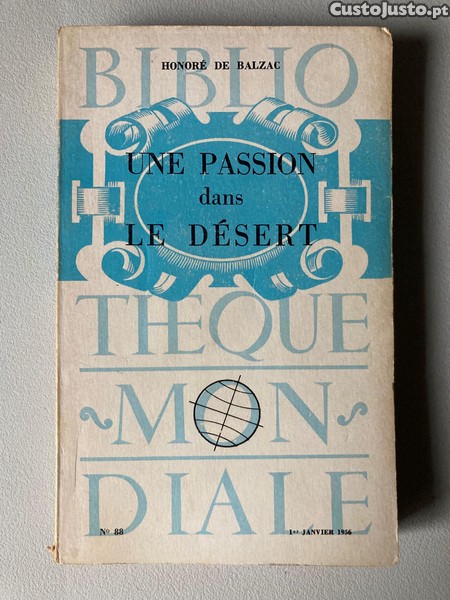 CustoJusto.pt
BIBLIO
HONORÉ DE BALZAC
UNE PASSION
dans
LE DÉSERT
THEQUE
MON
DIALE
Nº 88
1er JANVIER 1956